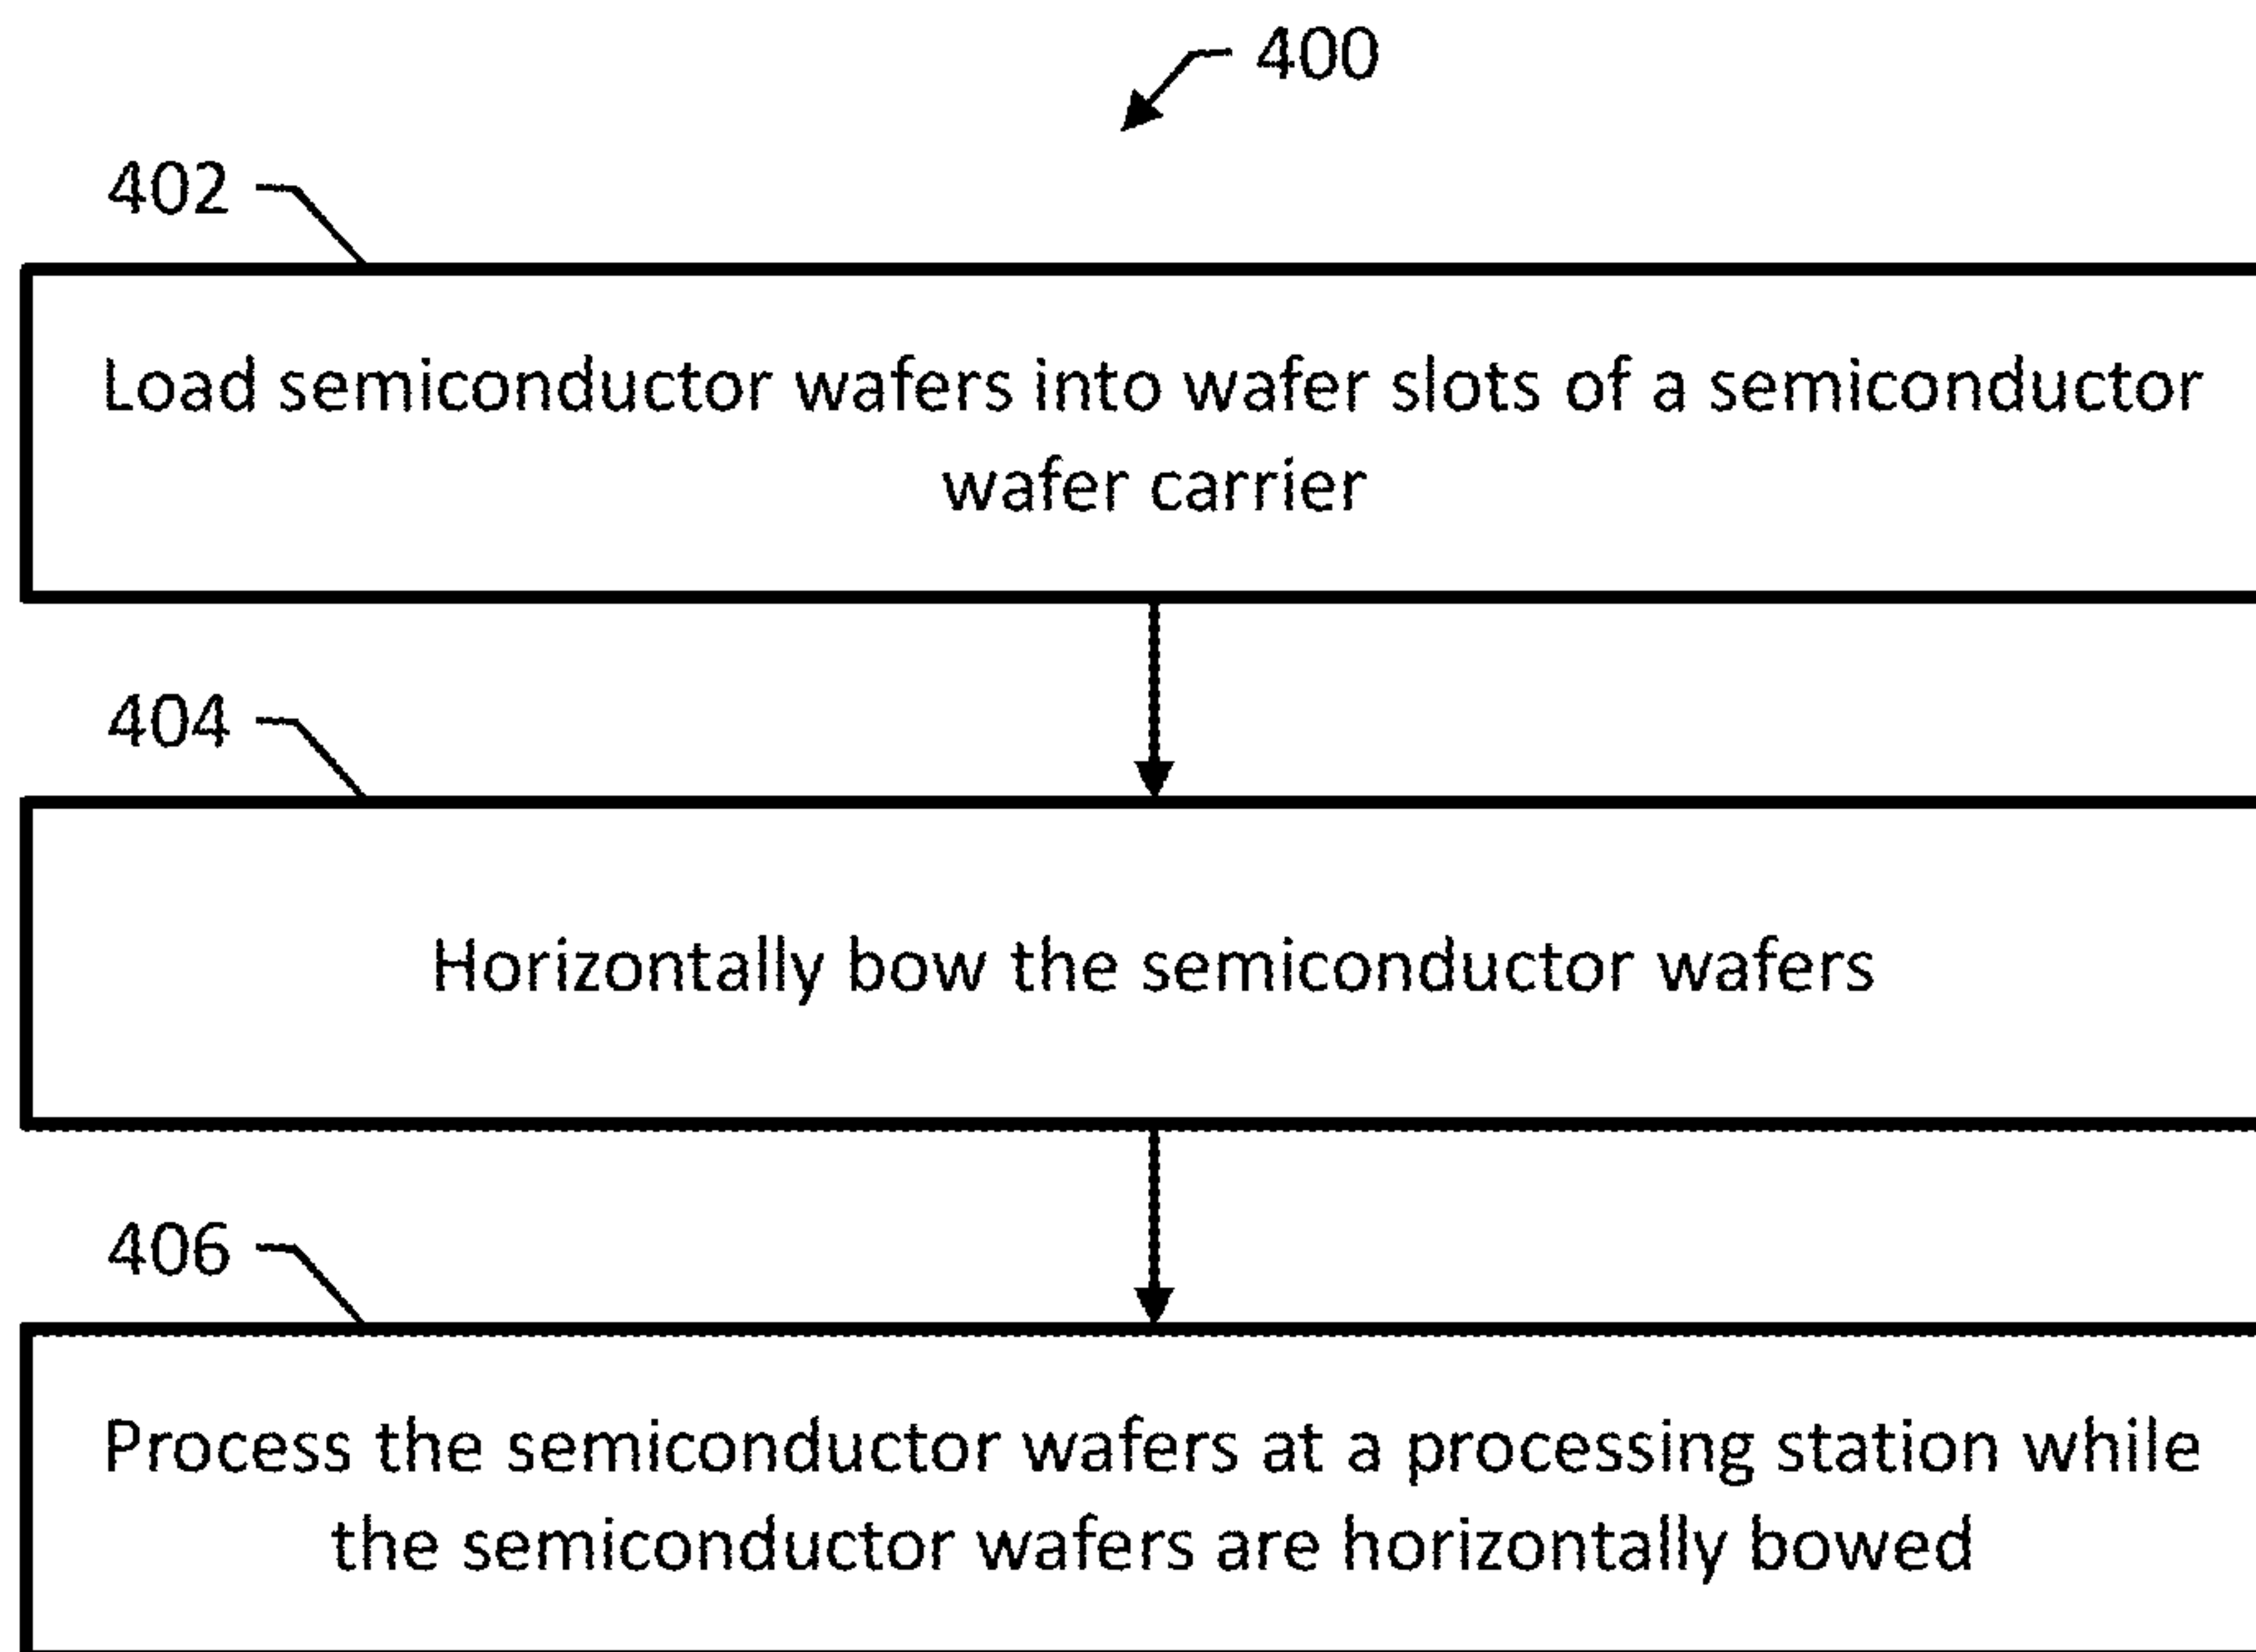 400
402
Load semiconductor wafers into wafer slots of a semiconductor
wafer carrier
404
Horizontally bow the semiconductor wafers
406
Process the semiconductor wafers at a processing station while
the semiconductor wafers are horizontally bowed